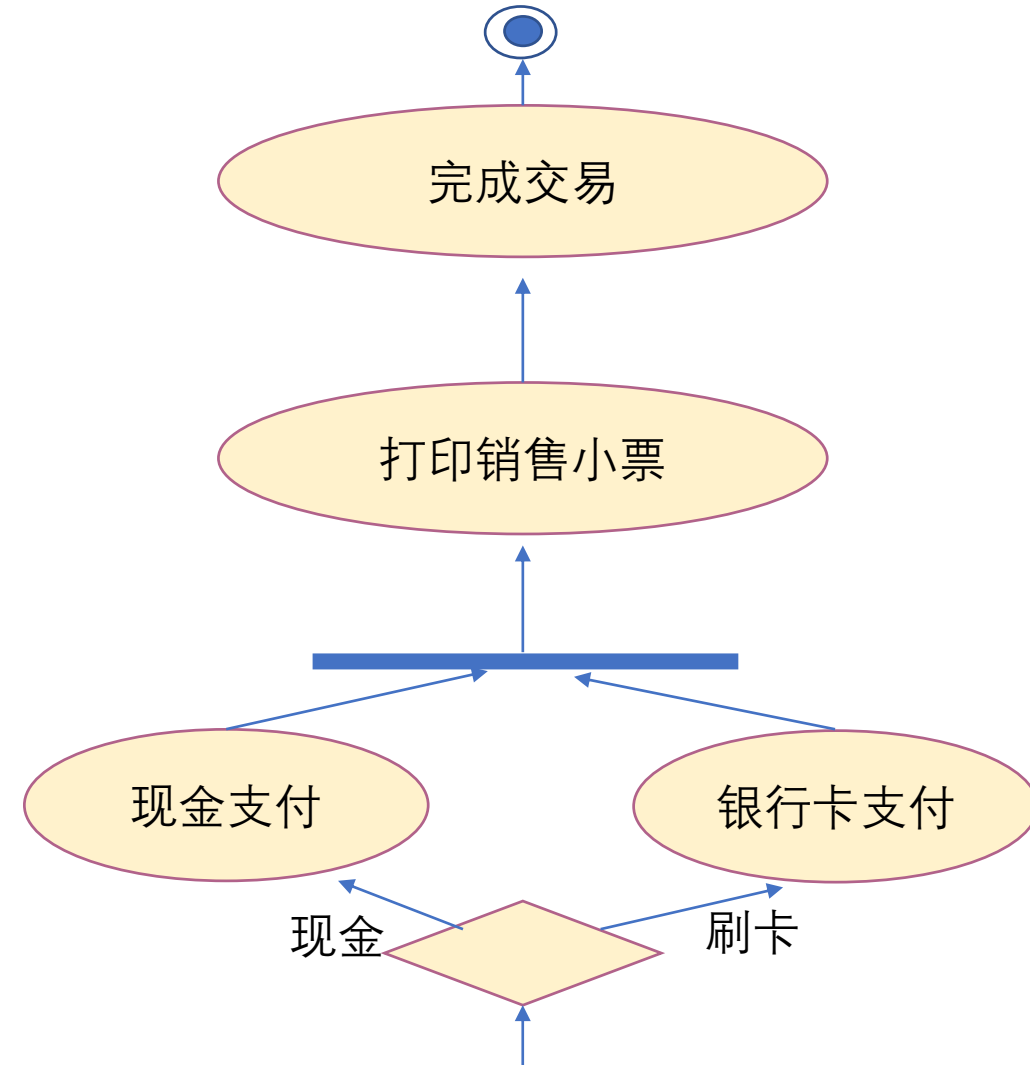 完成交易
打印销售小票
现金支付
银行卡支付
现金
刷卡